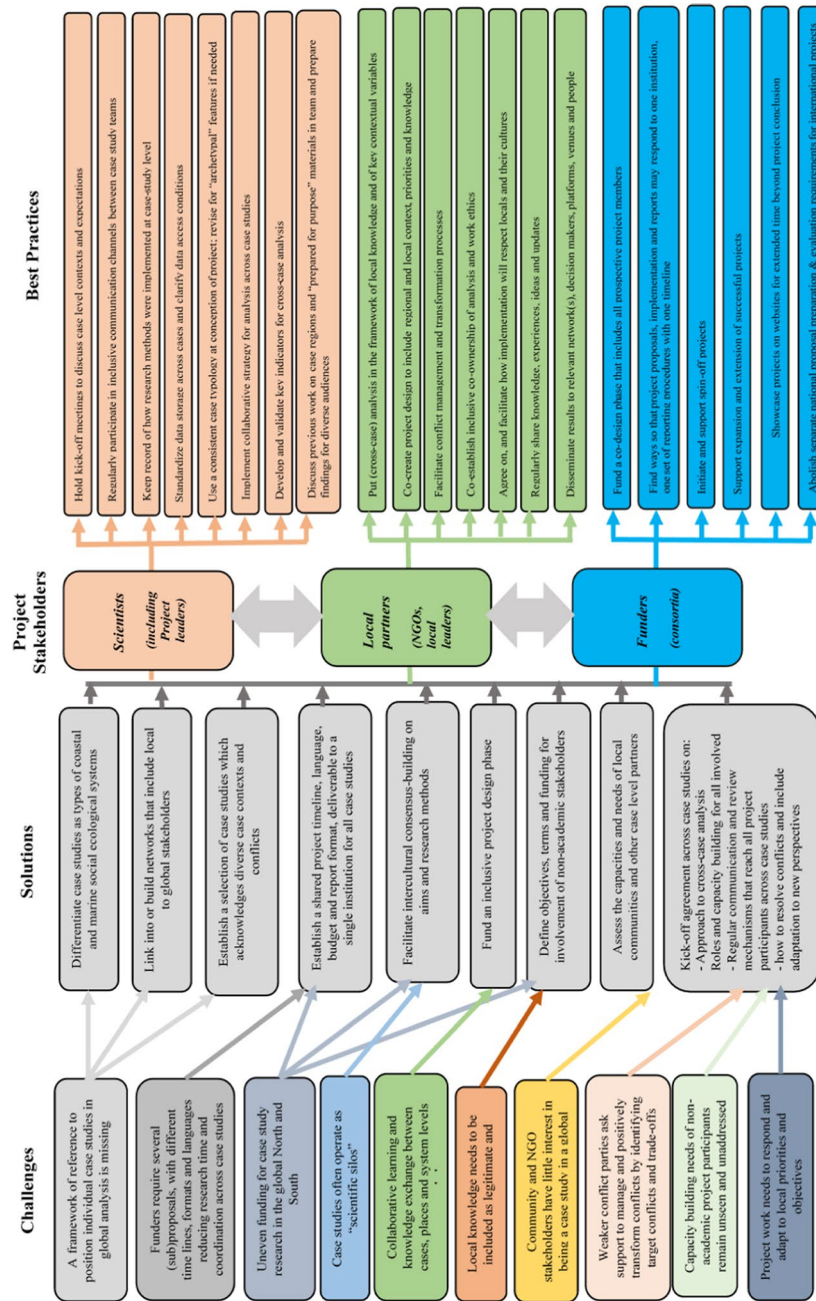 Challenges
A framework of reference to
position individual case studies in
global analysis is missing
Funders require several
(sub)proposals, with different
time lines, formats and languages
reducing research time and
coordination across case studies
Uneven funding for case study
research in the global North and
South
Case studies often operate as
“scientific silos”
Collaborative learning and
knowledge exchange between
cases, places and system levels
Local knowledge needs to be
included as legitimate and
Community and NGO
stakeholders have little interest in
being a case study in a global
Weaker conflict parties ask
support to manage and positively
transform conflicts by identifying
target conflicts and trade-offs
Capacity building needs of non-
academic project participants
remain unseen and unaddressed
Project work needs to respond and
adapt to local priorities and
objectives
Solutions
Differentiate case studies as types of coastal
and marine social ecological systems
Link into or build networks that include local
to global stakeholders
Establish a selection of case studies which
acknowledges diverse case contexts and
conflicts
Establish a shared project timeline, language,
budget and report format, deliverable to a
single institution for all case studies
Facilitate intercultural consensus-building on
aims and research methods
Fund an inclusive project design phase
Define objectives, terms and funding for
involvement of non-academic stakeholders
Assess the capacities and needs of local
communities and other case level partners
Kick-off agreement across case studies on:
- Approach to cross-case analysis
Roles and capacity building for all involved
- Regular communication and review
mechanisms that reach all project
participants across case studies
- how to resolve conflicts and include
adaptation to new perspectives
Project
Stakeholders
Scientists
(including
Project
leaders)
Local
partners
(NGOs,
local
leaders)
Funders
(consortia)
Best Practices
Hold kick-off meetings to discuss case level contexts and expectations
Regularly participate in inclusive communication channels between case study teams
Keep record of how research methods were implemented at case-study level
Standardize data storage across cases and clarify data access conditions
Use a consistent case typology at conception of project; revise for “archetypal” features if needed
Implement collaborative strategy for analysis across case studies
Develop and validate key indicators for cross-case analysis
Discuss previous work on case regions and “prepared for purpose” materials in team and prepare
findings for diverse audiences
Put (cross-case) analysis in the framework of local knowledge and of key contextual variables
Co-create project design to include regional and local context, priorities and knowledge
Facilitate conflict management and transformation processes
Co-establish inclusive co-ownership of analysis and work ethics
Agree on, and facilitate how implementation will respect locals and their cultures
Regularly share knowledge, experiences, ideas and updates
Disseminate results to relevant network(s), decision makers, platforms, venues and people
Fund a co-design phase that includes all prospective project members
Find ways so that project proposals, implementation and reports may respond to one institution,
one set of reporting procedures with one timeline
Initiate and support spin-off projects
Support expansion and extension of successful projects
Showcase projects on websites for extended time beyond project conclusion
Abolish separate national proposal preparation & evaluation requirements for international projects